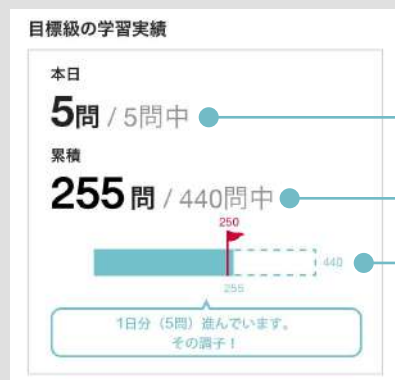 目標級の学習実績
本日
5問 / 5問中
累積
255問 / 440問中
250
440
255
1日分（5問）進んでいます。
その調子！